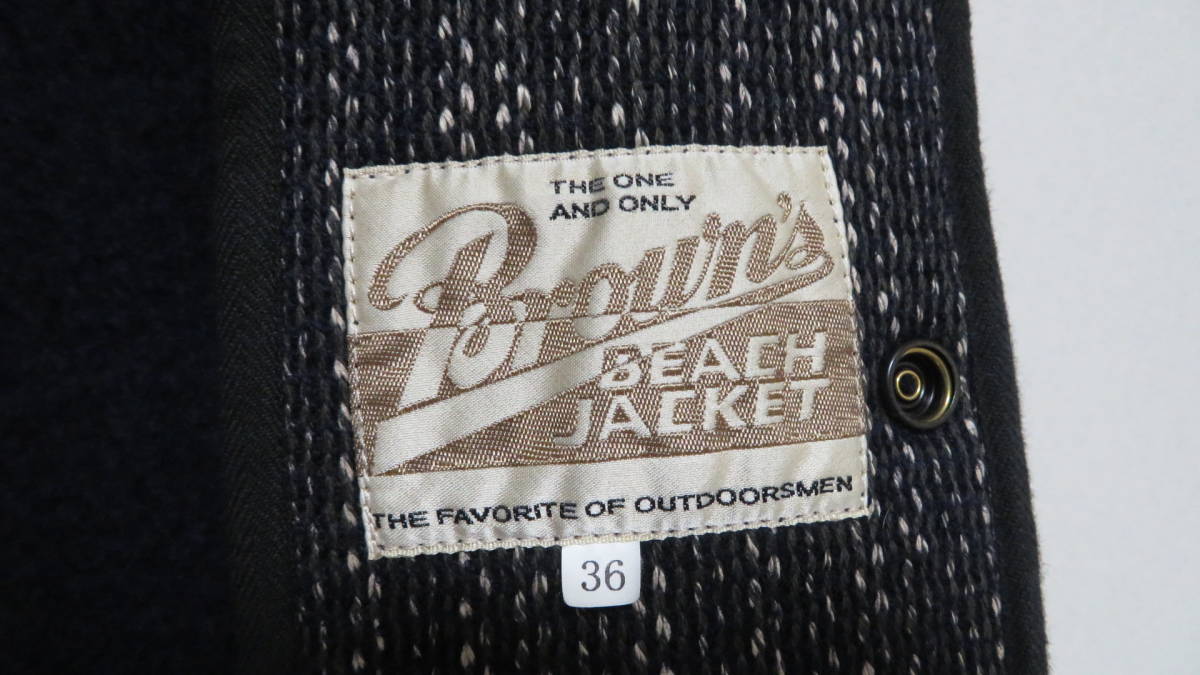 THE ONE
AND ONLY
Brown's
BEACH
JACKET
THE FAVORITE OF OUTDOORSMEN
36